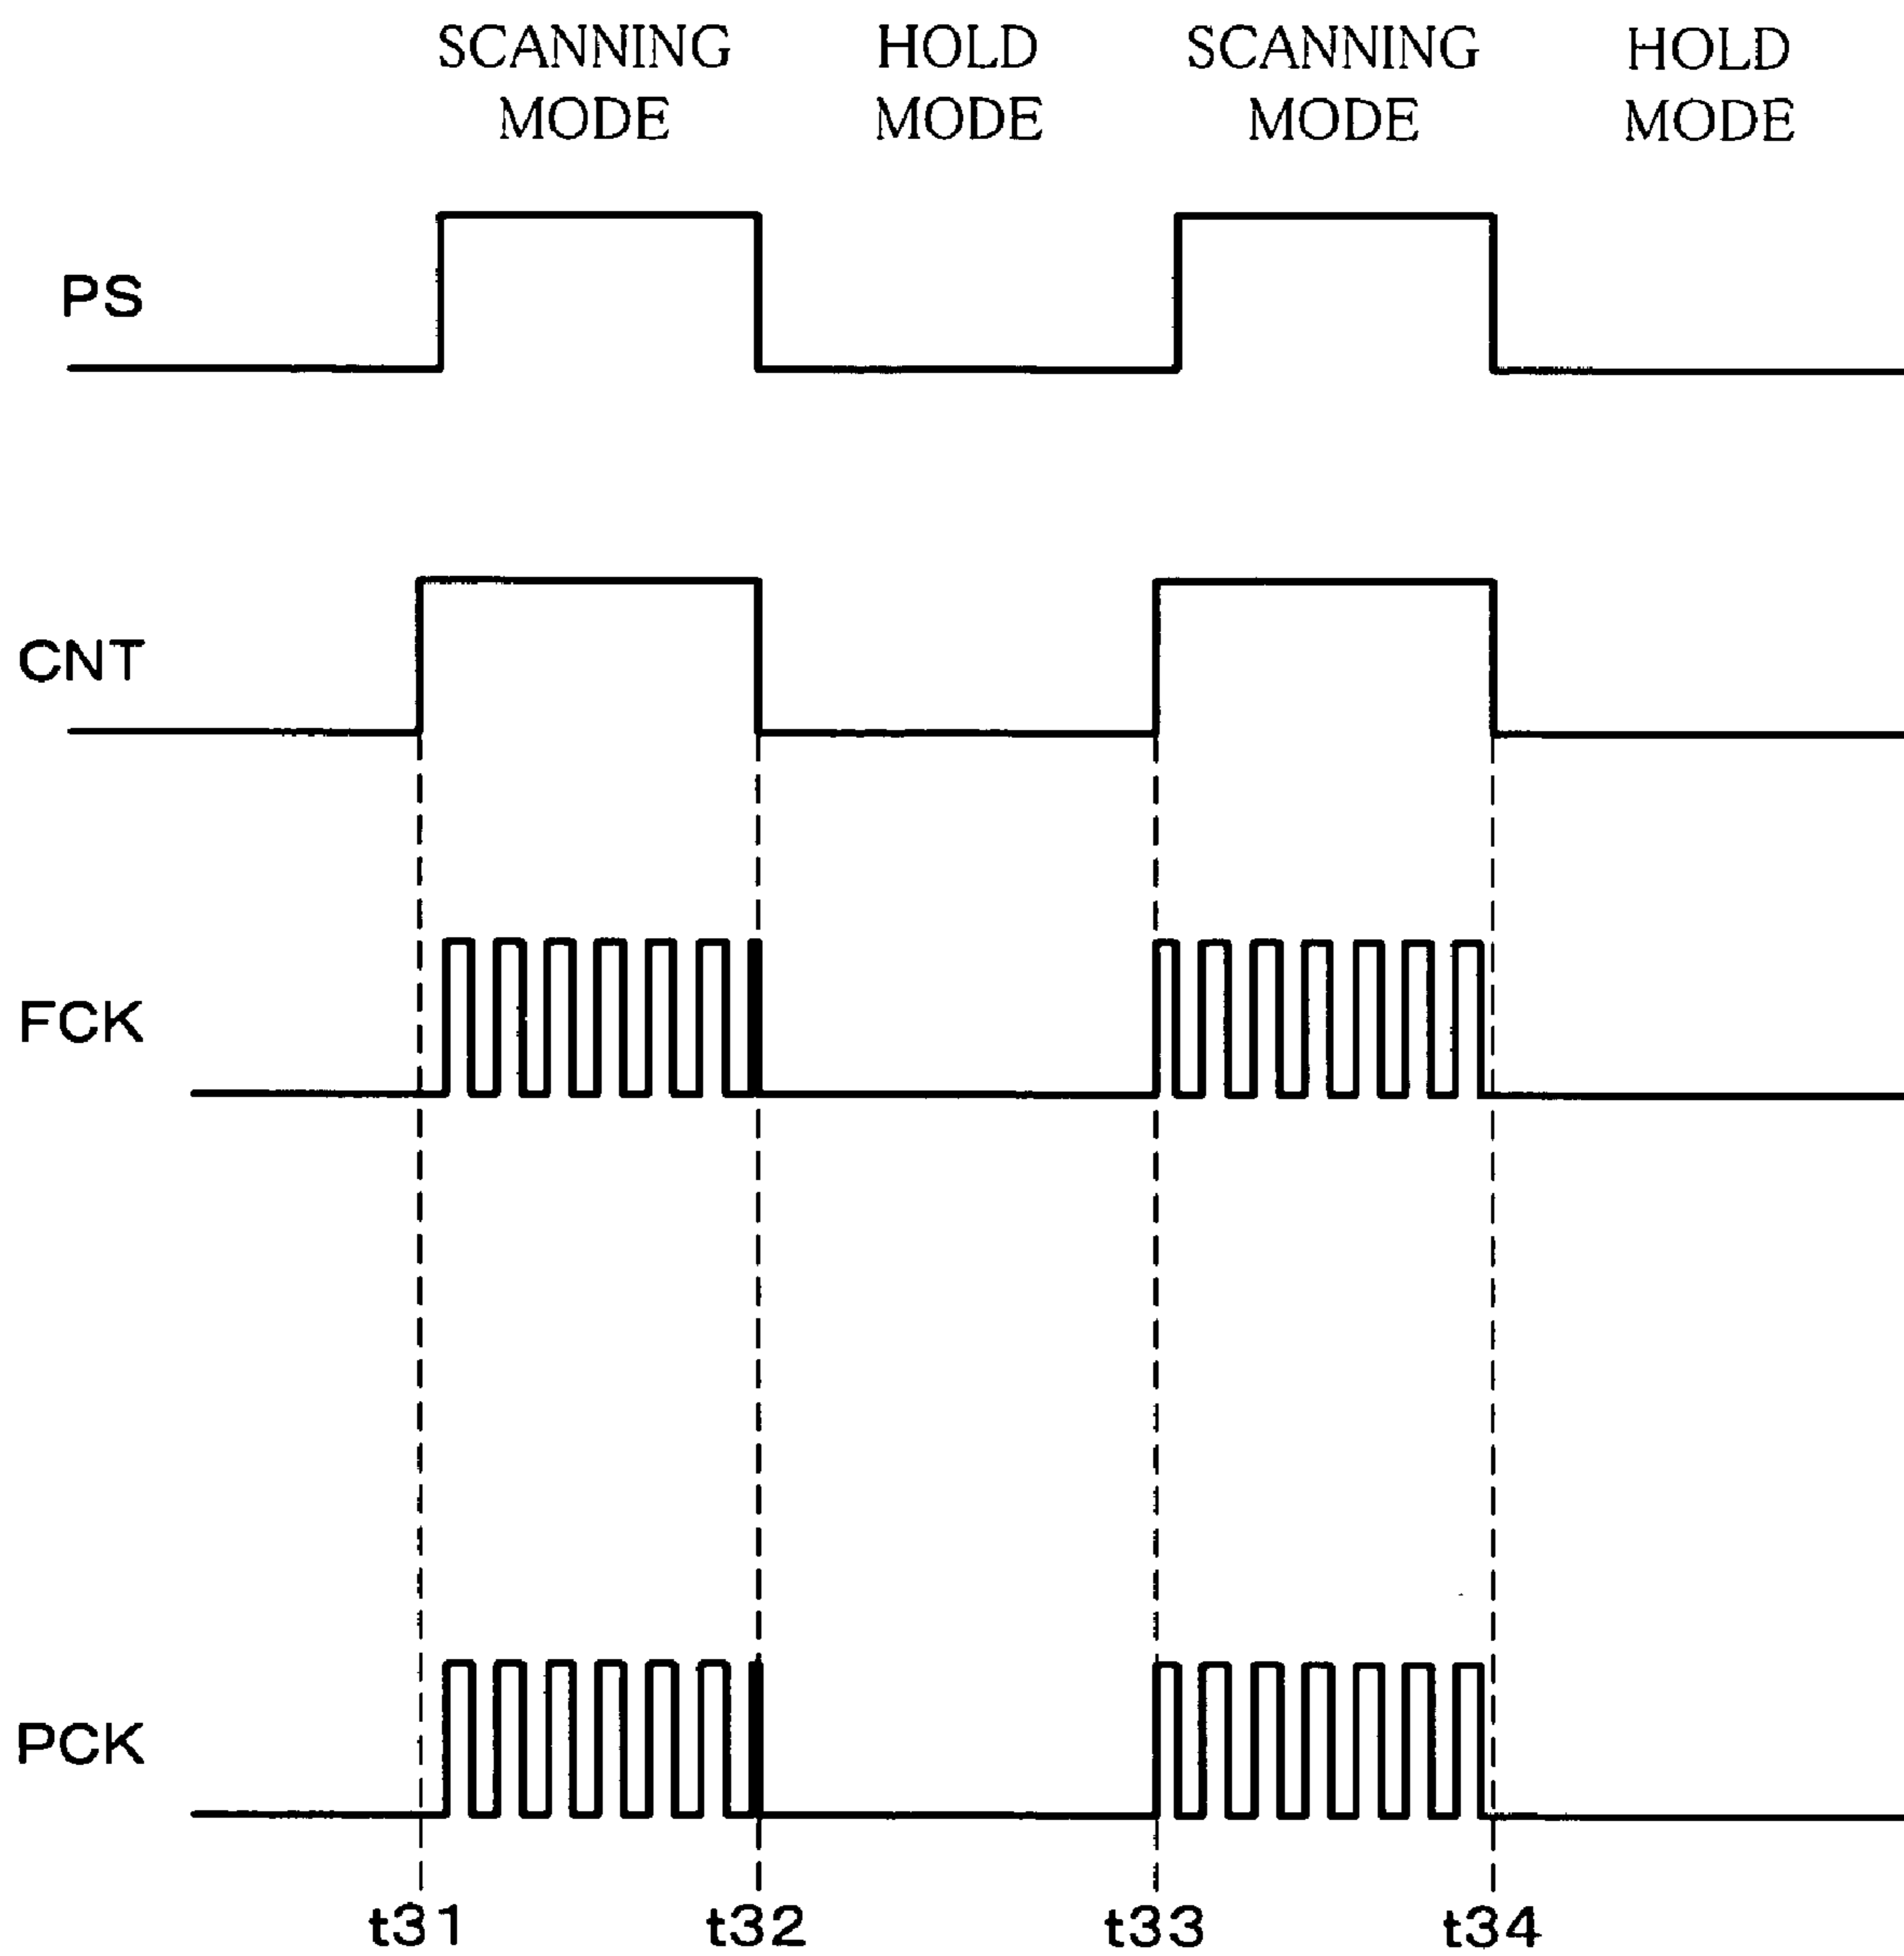 SCANNING MODE
HOLD MODE
SCANNING MODE
HOLD MODE
PS
CNT
FCK
PCK
t31
t32
t33
t34